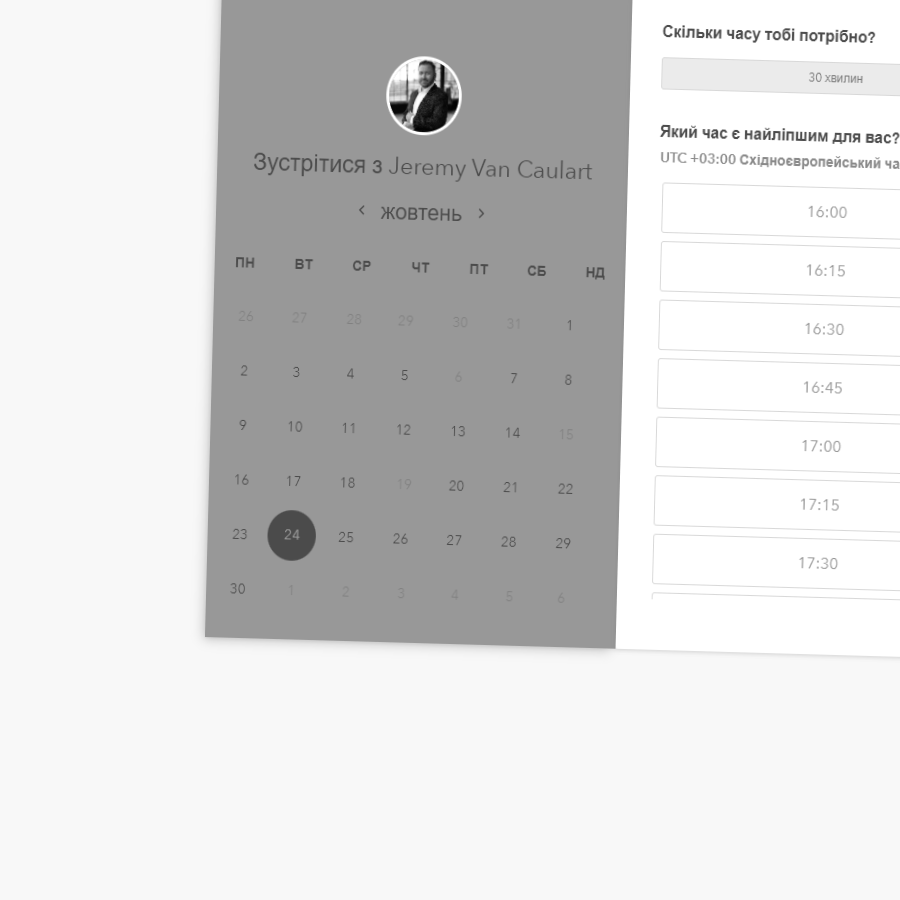 Зустрітися з Jeremy Van Caulart
жовтень
ПН ВТ СР ЧТ ПТ СБ НД
26 27 28 29 30 31 1
2 3 4 5 6 7 8
9 10 11 12 13 14 15
16 17 18 19 20 21 22
23 24 25 26 27 28 29
30 1 2 3 4 5 6
Скільки часу тобі потрібно?
30 хвилин
Який час є найліпшим для вас?
UTC +03:00 Східноєвропейський ча
16:00
16:15
16:30
16:45
17:00
17:15
17:30